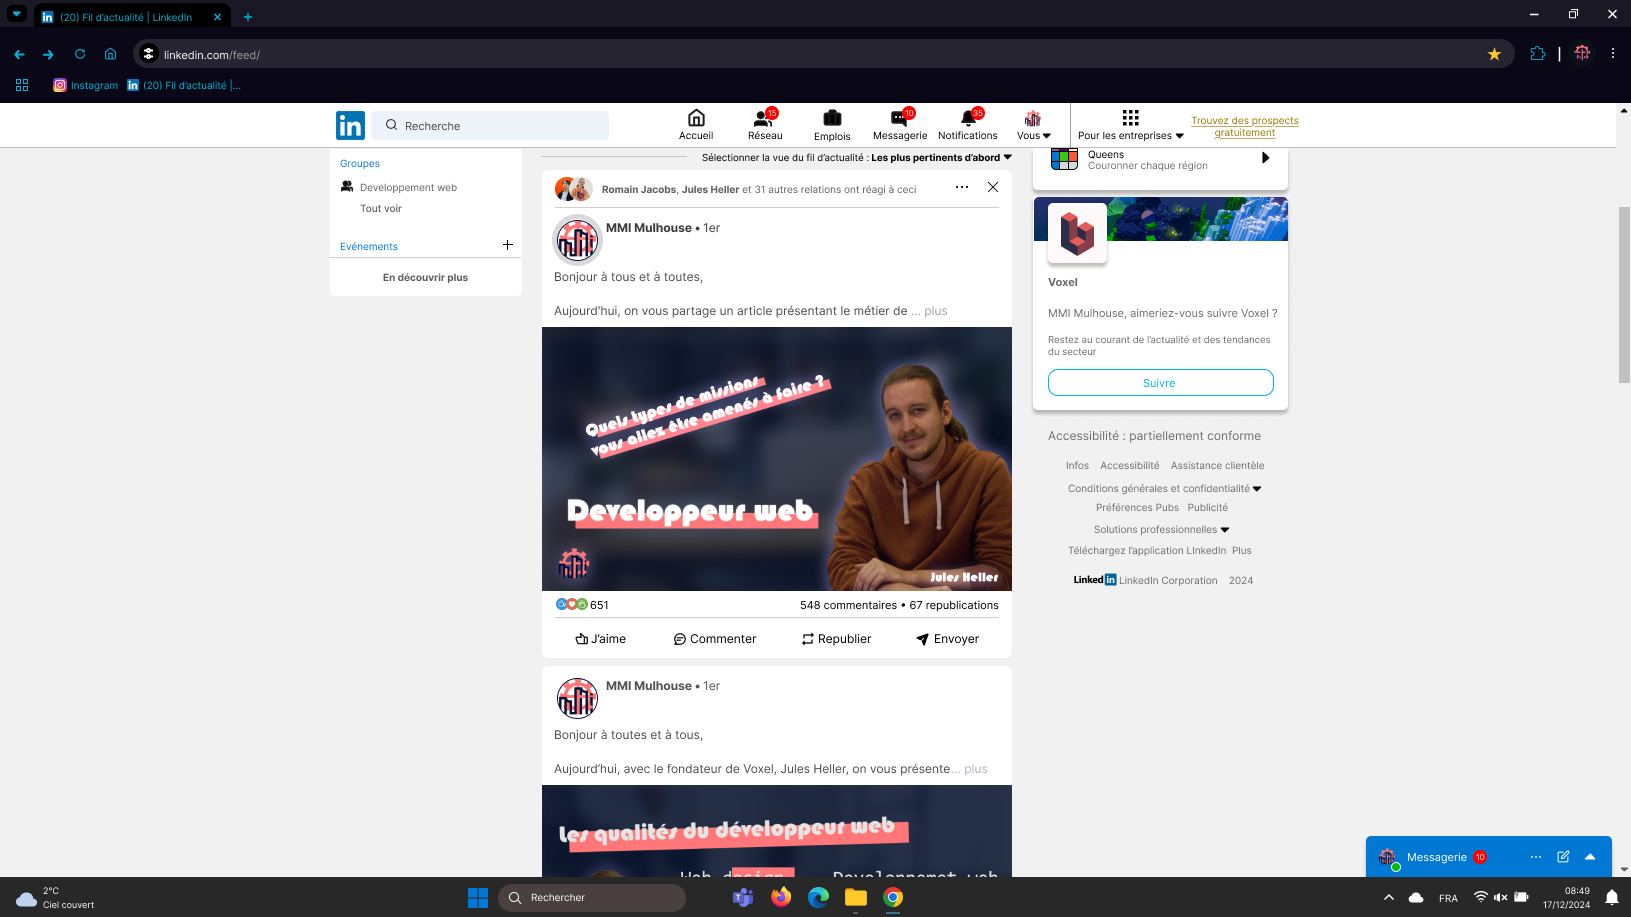 (20) Fil d'actualité | LinkedIn
linkedin.com/feed/
Instagram
(20) Fil d'actualité |...
in
Recherche
Accueil
15
Réseau
Emplois
10
Messagerie
35
Notifications
Vous
Pour les entreprises
Trouvez des prospects
gratuitement
Groupes
Developpement web
Tout voir
Evénements
En découvrir plus
Sélectionner la vue du fil d'actualité : Les plus pertinents d'abord
Romain Jacobs, Jules Heller et 31 autres relations ont réagi à ceci
MMI Mulhouse • 1er
Bonjour à tous et à toutes,
Aujourd'hui, on vous partage un article présentant le métier de ... plus
Quels types de missions
vous allez être amenés à faire ?
Developpeur web
Jules Heller
651
548 commentaires • 67 republications
J'aime
Commenter
Republier
Envoyer
MMI Mulhouse • 1er
Bonjour à toutes et à tous,
Aujourd'hui, avec le fondateur de Voxel, Jules Heller, on vous présente... plus
Les qualités du développeur web
Web design
Developpemet web
Queens
Couronner chaque région
Voxel
MMI Mulhouse, aimeriez-vous suivre Voxel ?
Restez au courant de l'actualité et des tendances
du secteur
Suivre
Accessibilité : partiellement conforme
Infos Accessibilité Assistance clientèle
Conditions générales et confidentialité
Préférences Pubs Publicité
Solutions professionnelles
Téléchargez l'application LInkedIn Plus
Linked in LinkedIn Corporation 2024
Messagerie 10
2°C
Ciel couvert
Rechercher
FRA
08:49
17/12/2024